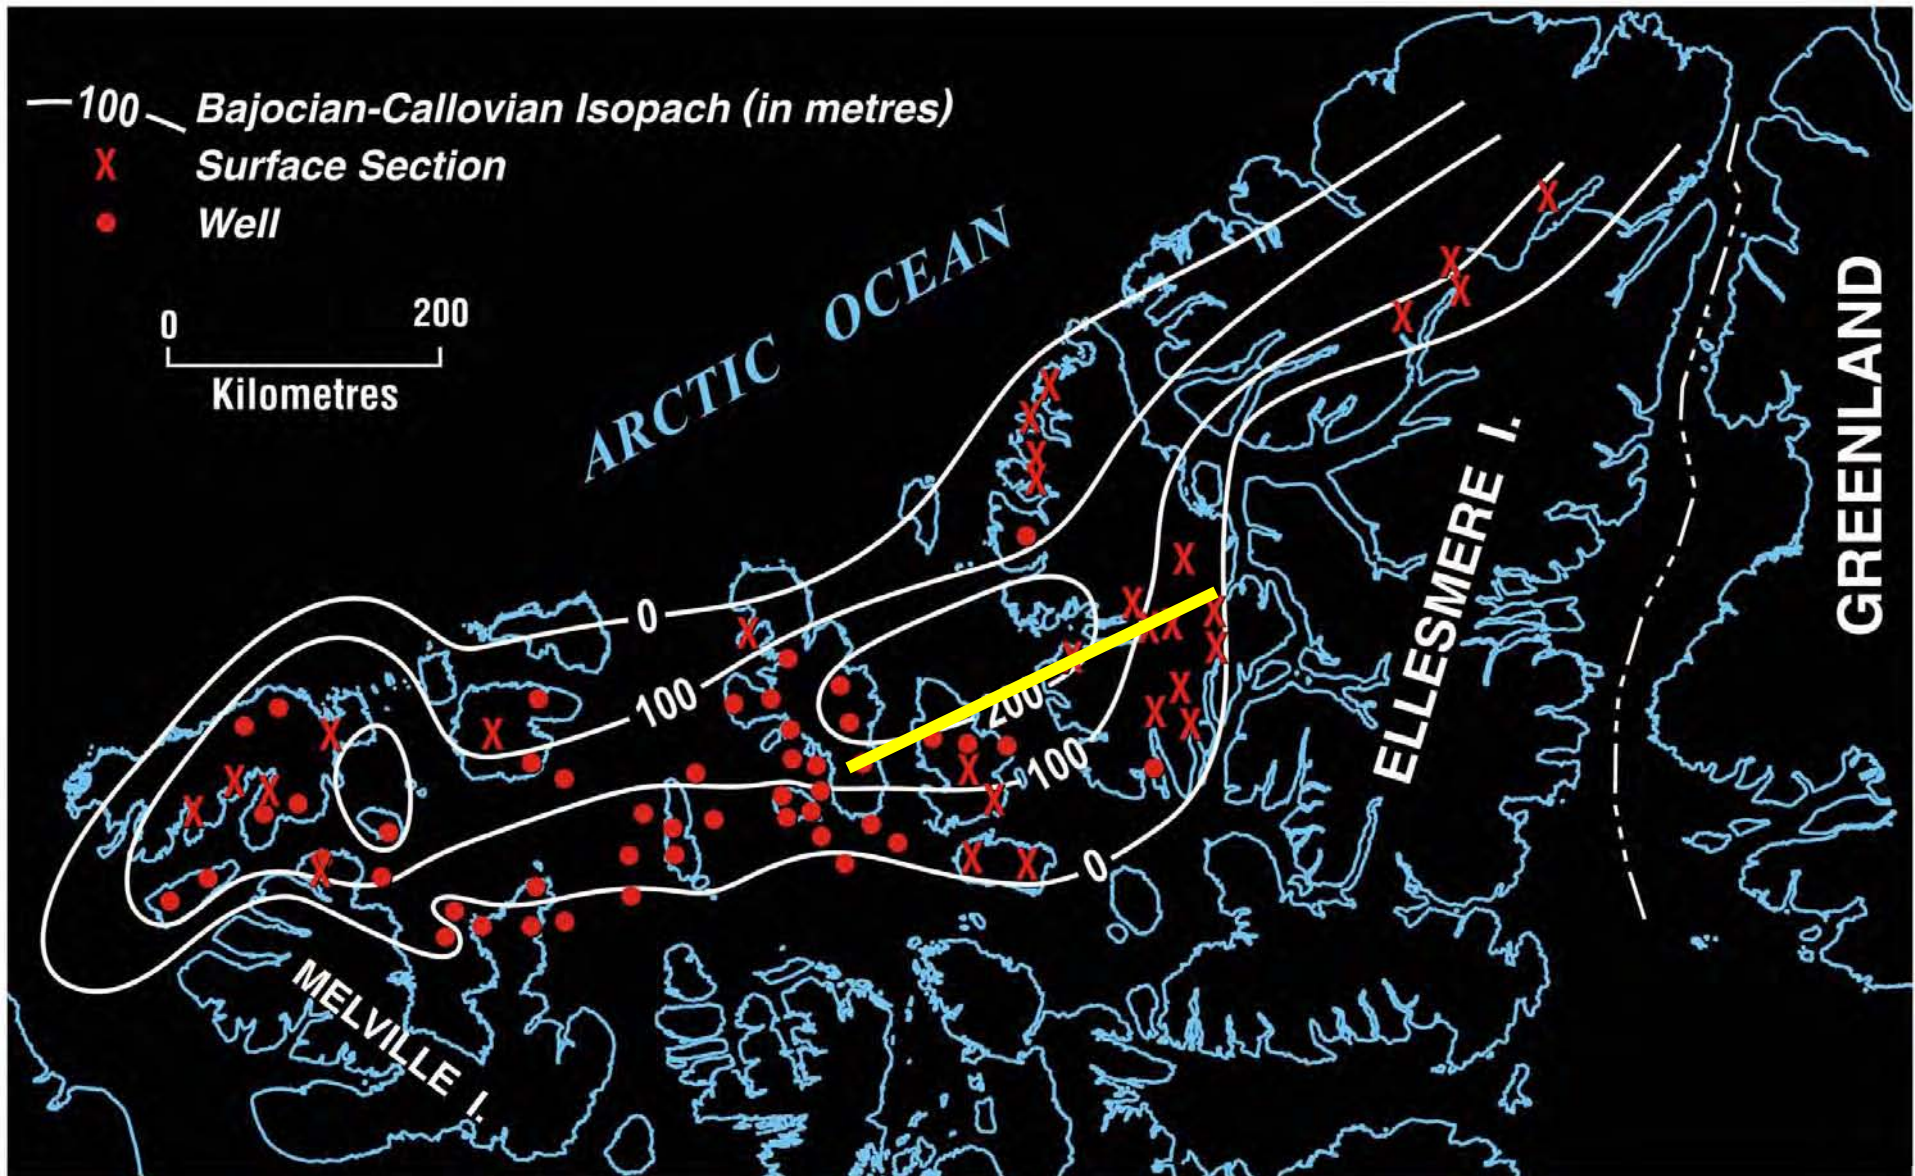 100 Bajocian-Callovian Isopach (in metres)
X Surface Section
Well
0 200
Kilometres
ARCTIC OCEAN
GREENLAND
ELLESMERE I.
0
100
200
100
0
MELVILLE I.